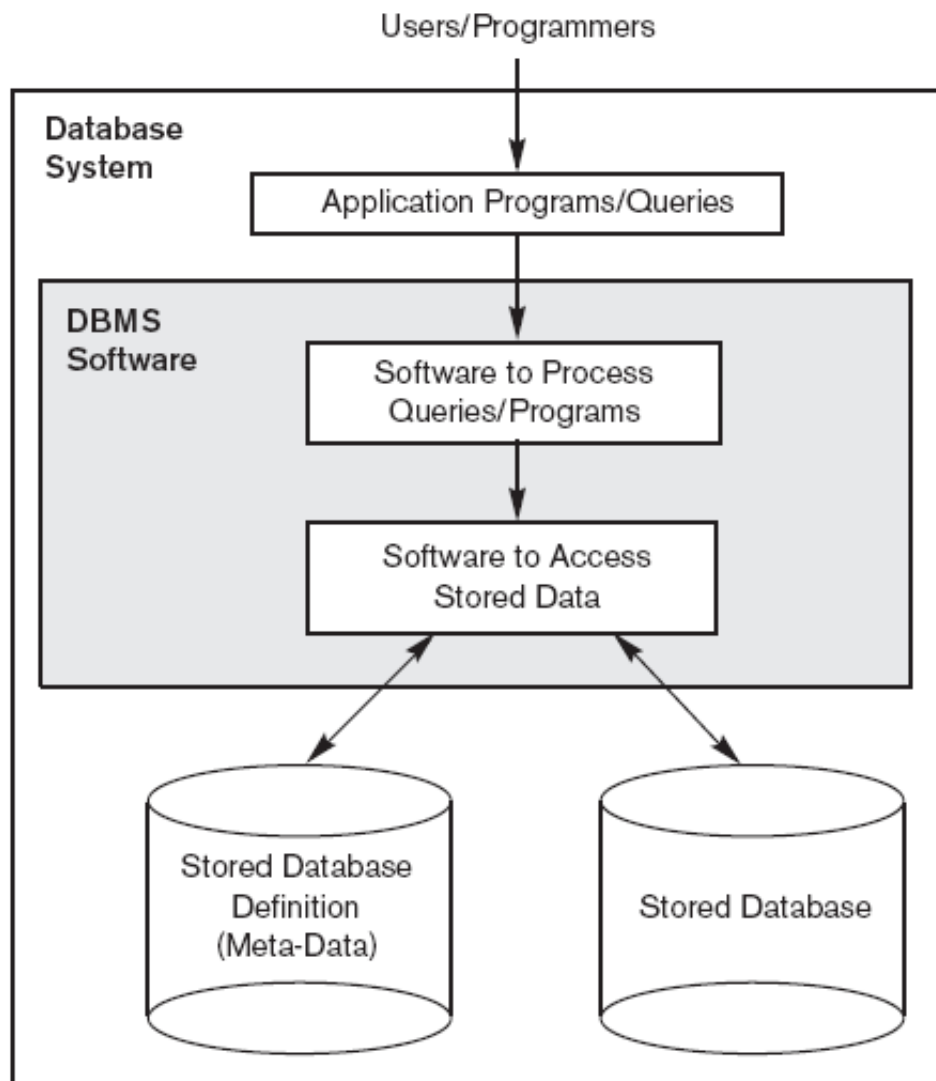 Users/Programmers
Database
System
Application Programs/Queries
DBMS
Software
Software to Process
Queries/Programs
Software to Access
Stored Data
Stored Database
Definition
(Meta-Data)
Stored Database